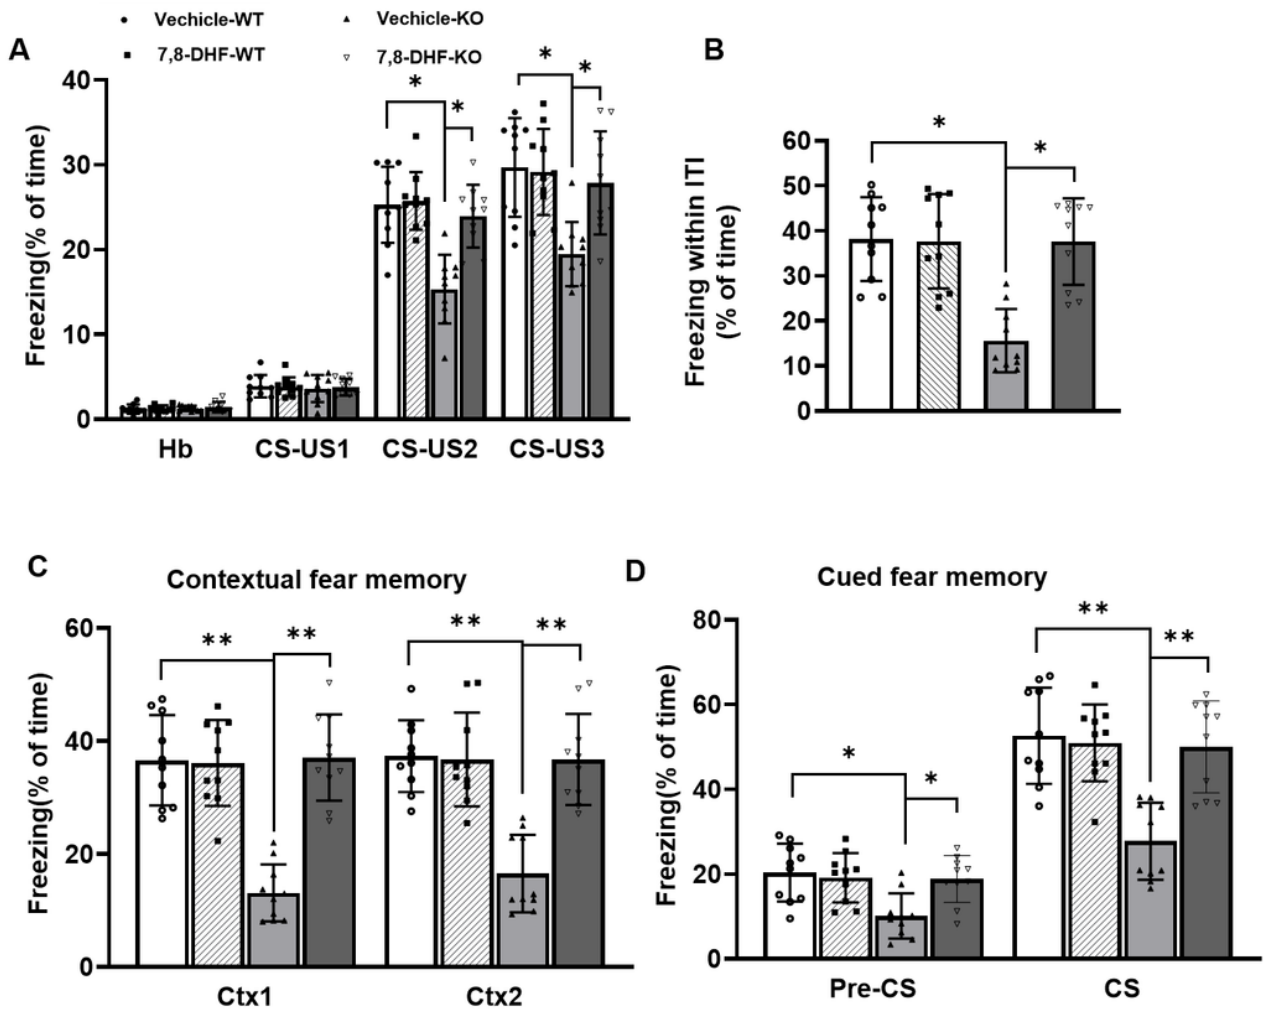 Vechicle-WT
Vechicle-KO
7,8-DHF-WT
7,8-DHF-KO
A
Freezing(% of time)
40
30
20
10
0
* * * *
Hb CS-US1 CS-US2 CS-US3
B
Freezing within ITI
(% of time)
60
50
40
30
20
10
0
* *
C
Contextual fear memory
Freezing(% of time)
60
40
20
0
** ** ** **
Ctx1 Ctx2
D
Cued fear memory
Freezing(% of time)
80
60
40
20
0
* * ** **
Pre-CS CS